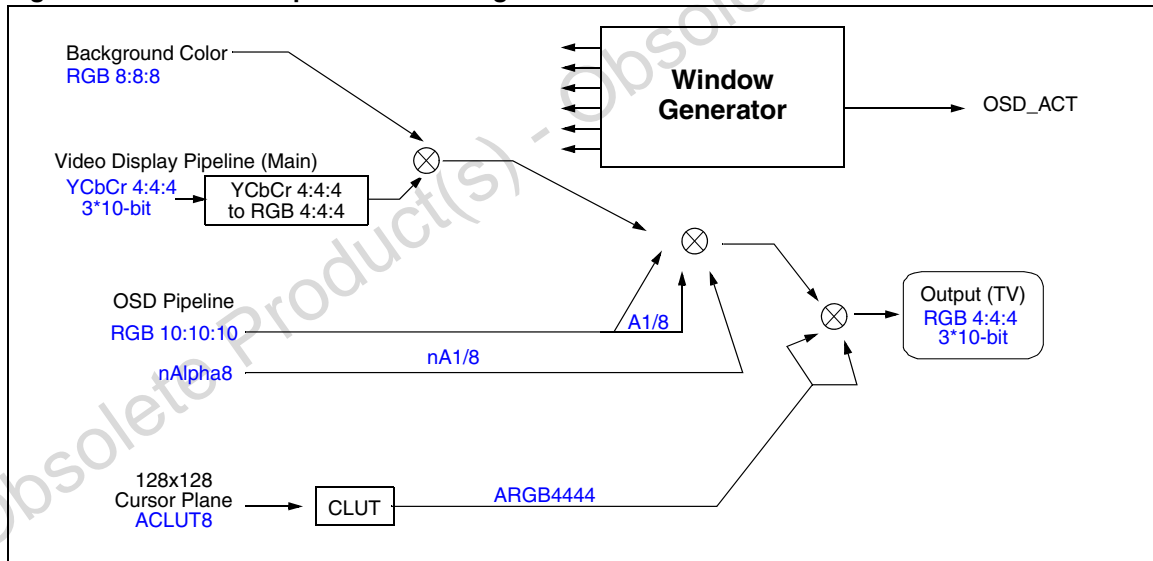 Background Color
RGB 8:8:8
Window
Generator
OSD_ACT
Video Display Pipeline (Main)
YCbCr 4:4:4
3*10-bit
YCbCr 4:4:4
to RGB 4:4:4
OSD Pipeline
RGB 10:10:10
A1/8
nAlpha8
nA1/8
Output (TV)
RGB 4:4:4
3*10-bit
128x128
Cursor Plane
ACLUT8
CLUT
ARGB4444
Obsolete Product(s) - Obsolete